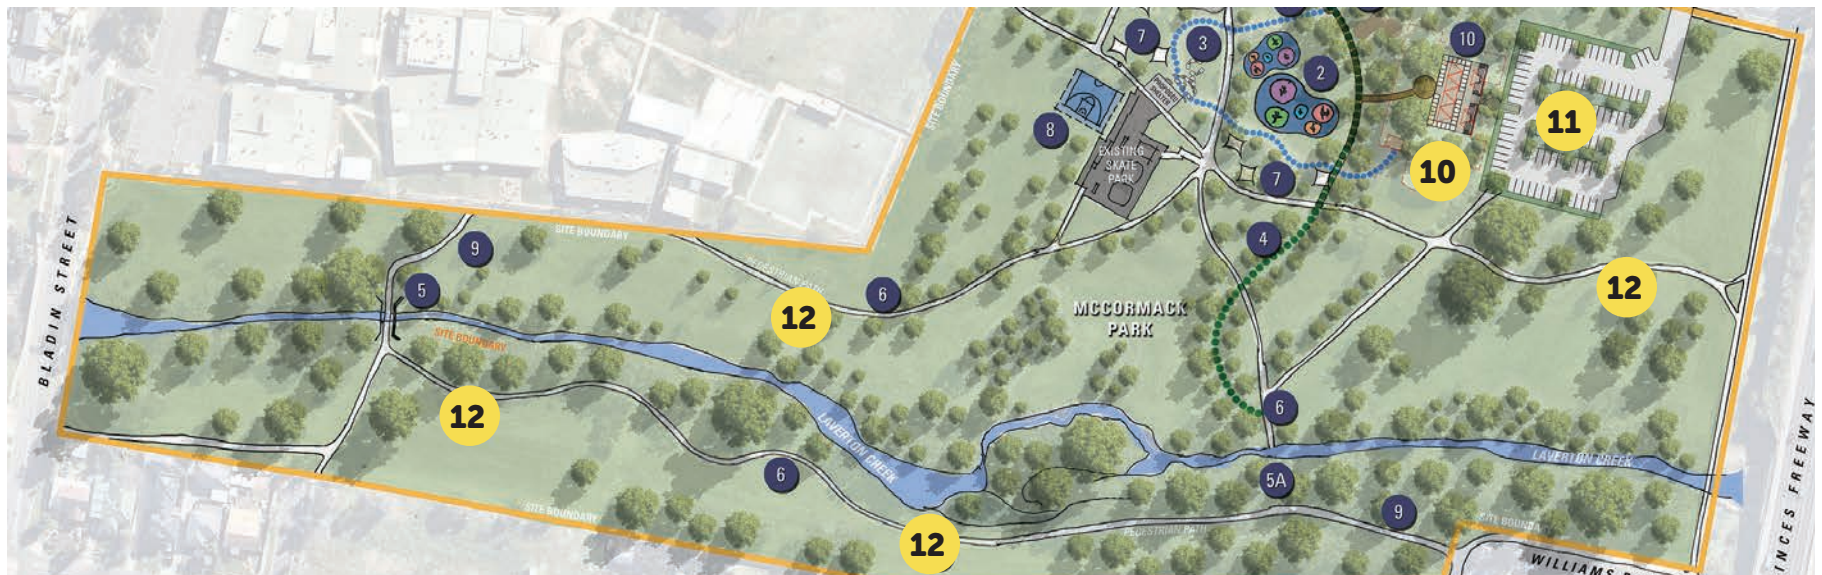 7
3
2
10
SITE BOUNDARY
8
11
EXISTING
SKATE
PARK
10
7
BLADIN STREET
9
SITE BOUNDARY
4
PEDESTRIAN PATH
5
6
12
12
MCCORMACK
PARK
SITE BOUNDARY
12
6
LAVERTON CREEK
LAVERTON CREEK
6
5A
9
SITE BOUNDARY
PEDESTRIAN PATH
SITE BOUNDA
12
INCES FREEWAY
WILLIAMS